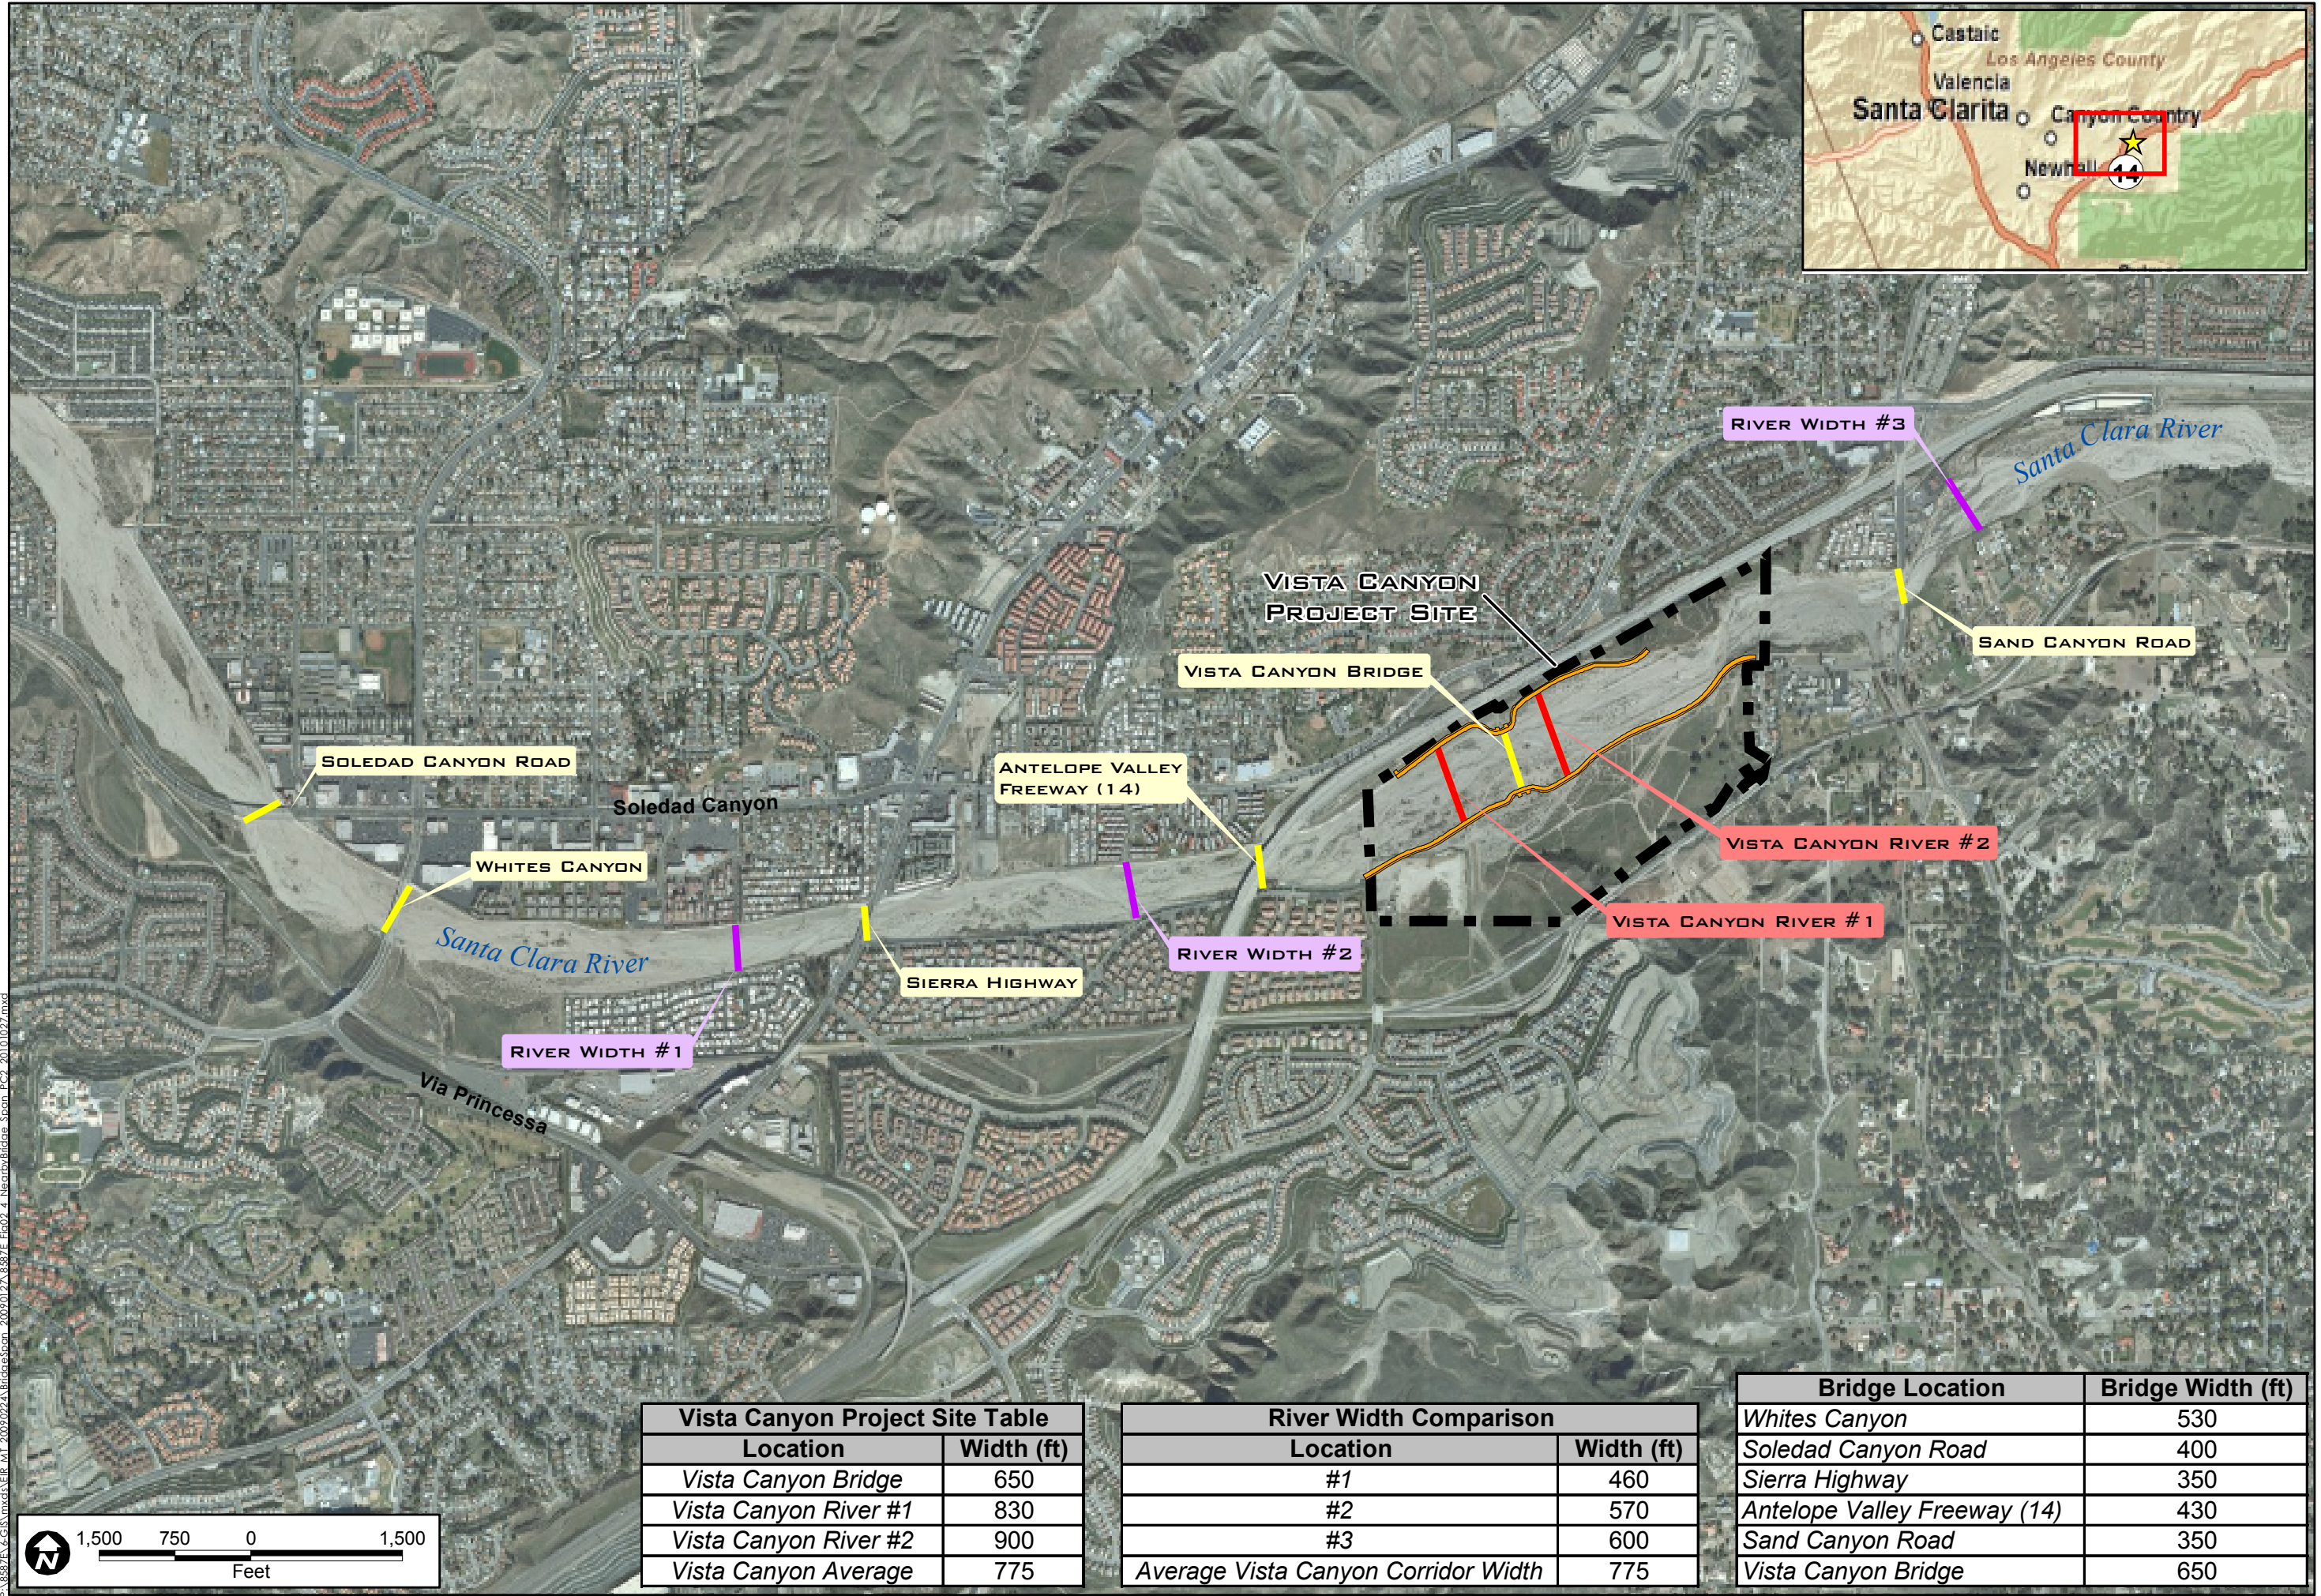 Castaic
Los Angeles County
Valencia
Santa Clarita
Canyon Country
Newhall
14
River Width #3
Santa Clara River
Vista Canyon
Project Site
Sand Canyon Road
Vista Canyon Bridge
Soledad Canyon Road
Antelope Valley
Freeway (14)
Soledad Canyon
Vista Canyon River #2
Whites Canyon
Vista Canyon River #1
Santa Clara River
River Width #2
Sierra Highway
River Width #1
Via Princessa
Vista Canyon Project Site Table
Location Width (ft)
Vista Canyon Bridge 650
Vista Canyon River #1 830
Vista Canyon River #2 900
Vista Canyon Average 775
River Width Comparison
Location Width (ft)
#1 460
#2 570
#3 600
Average Vista Canyon Corridor Width 775
Bridge Location Bridge Width (ft)
Whites Canyon 530
Soledad Canyon Road 400
Sierra Highway 350
Antelope Valley Freeway (14) 430
Sand Canyon Road 350
Vista Canyon Bridge 650
N
1,500 750 0 1,500
Feet